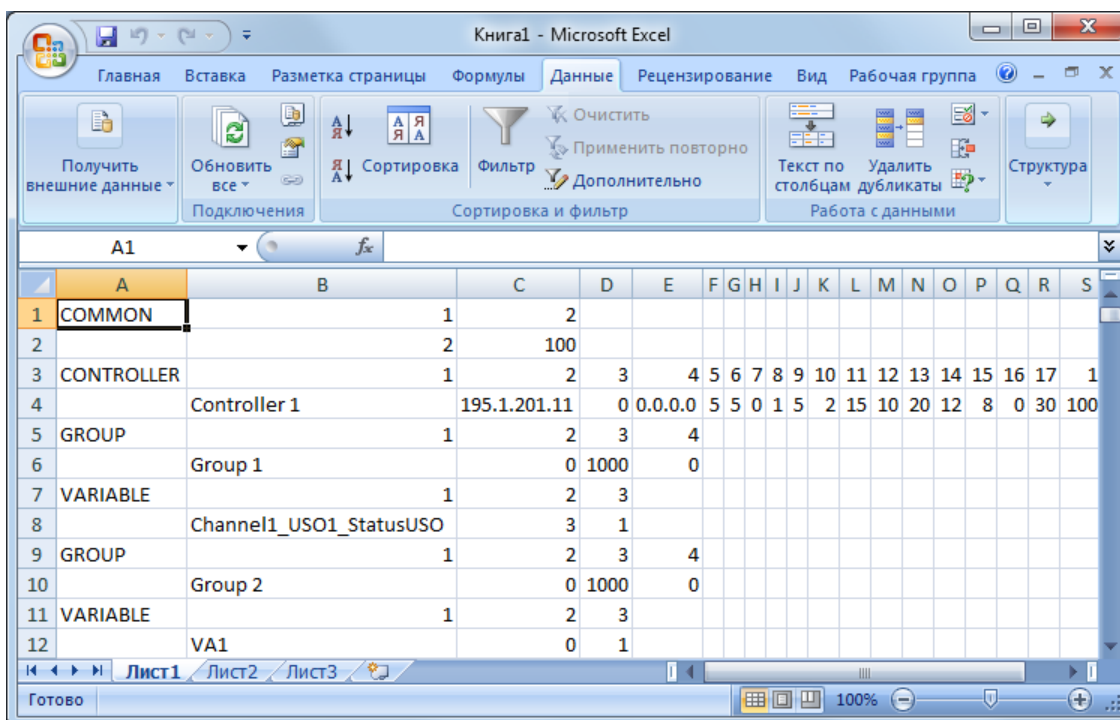 Книга1 - Microsoft Excel
Главная Вставка Разметка страницы Формулы Данные Рецензирование Вид Рабочая группа
Получить внешние данные
Обновить все
Подключения
А Я
Я А
А Я Я А
Сортировка
Фильтр
Очистить
Применить повторно
Дополнительно
Сортировка и фильтр
Текст по столбцам
Удалить дубликаты
Работа с данными
Структура
A1 fx
A B C D E F G H I J K L M N O P Q R S
1 COMMON 1 2
2 2 100
3 CONTROLLER 1 2 3 4 5 6 7 8 9 10 11 12 13 14 15 16 17 1
4 Controller 1 195.1.201.11 0 0.0.0.0 5 5 0 1 5 2 15 10 20 12 8 0 30 100
5 GROUP 1 2 3 4
6 Group 1 0 1000 0
7 VARIABLE 1 2 3
8 Channel1_USO1_StatusUSO 3 1
9 GROUP 1 2 3 4
10 Group 2 0 1000 0
11 VARIABLE 1 2 3
12 VA1 0 1
Лист1 Лист2 Лист3
Готово 100%